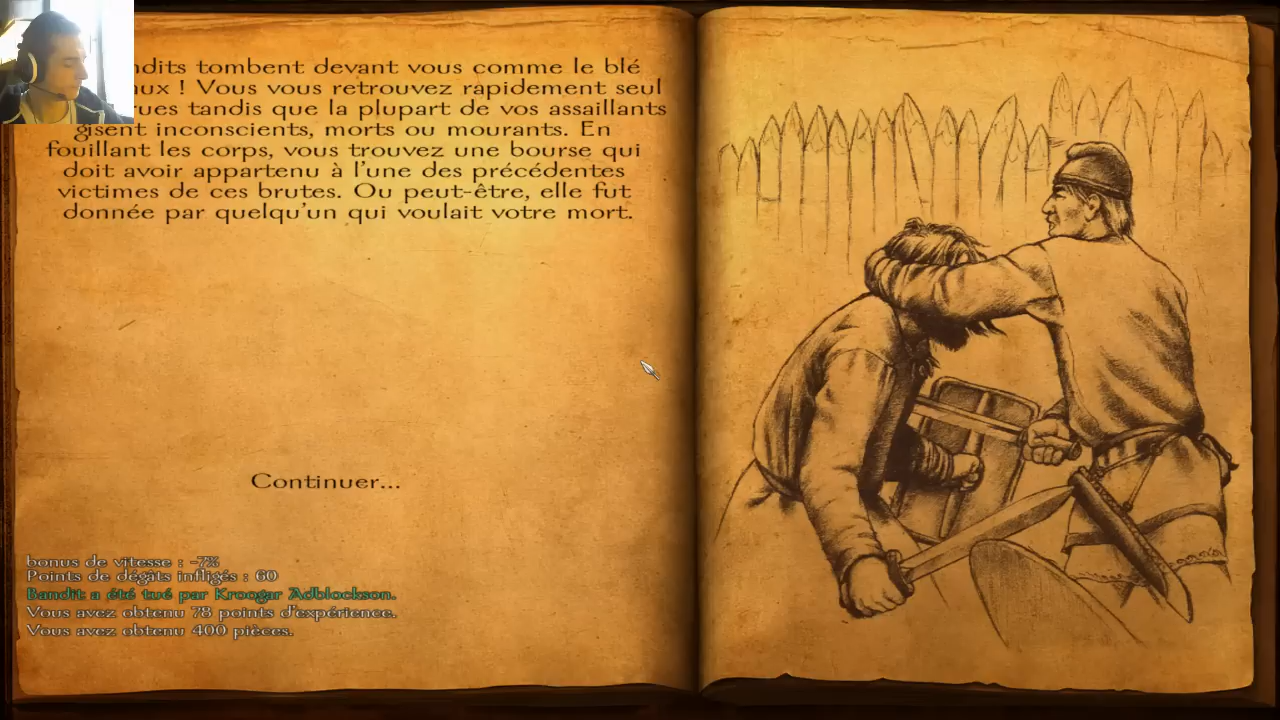 tombent devant vous comme le blé
! Vous vous retrouvez rapidement seul
tandis que la plupart de vos assaillants
gisent inconscients, morts ou mourants. En
fouillant les corps, vous trouvez une bourse qui
doit avoir appartenu à l'une des précédentes
victimes de ces brutes. Ou peut-être, elle fut
donnée par quelqu'un qui voulait votre mort.
Continuer...
bonus de vitesse : -7%
Points de dégâts infligés : 60
Bandit a été tué par Kroogar Adblockson.
Vous avez obtenu 78 points d'expérience.
Vous avez obtenu 400 pièces.